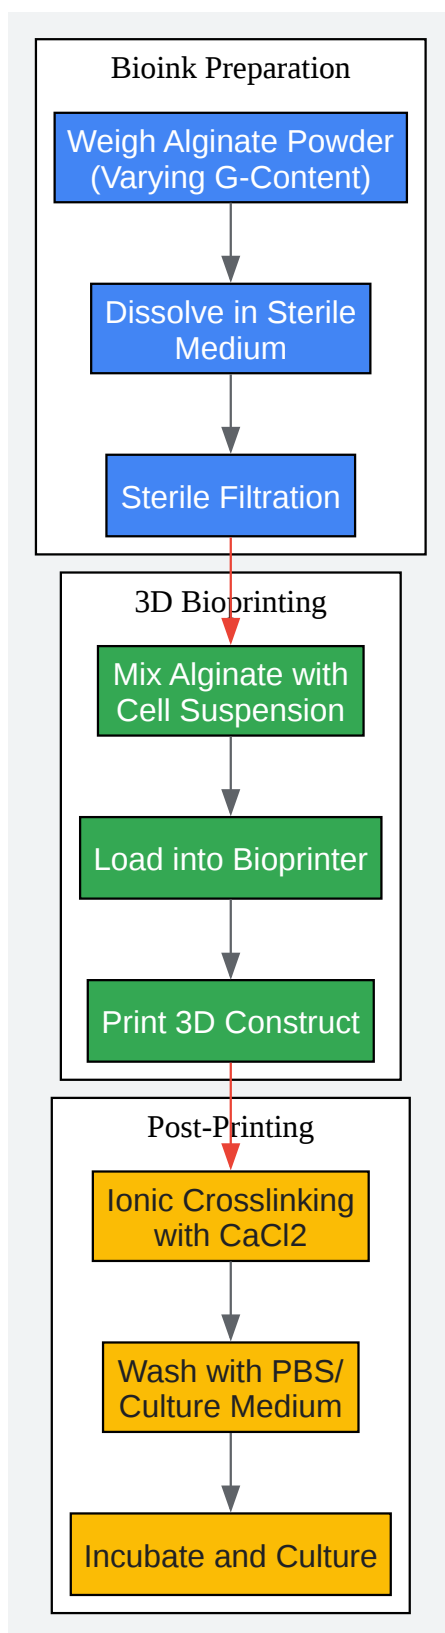 Bioink Preparation
Weigh Alginate Powder
(Varying G-Content)
Dissolve in Sterile
Medium
Sterile Filtration
3D Bioprinting
Mix Alginate with
Cell Suspension
Load into Bioprinter
Print 3D Construct
Post-Printing
Ionic Crosslinking
with CaCl2
Wash with PBS/
Culture Medium
Incubate and Culture